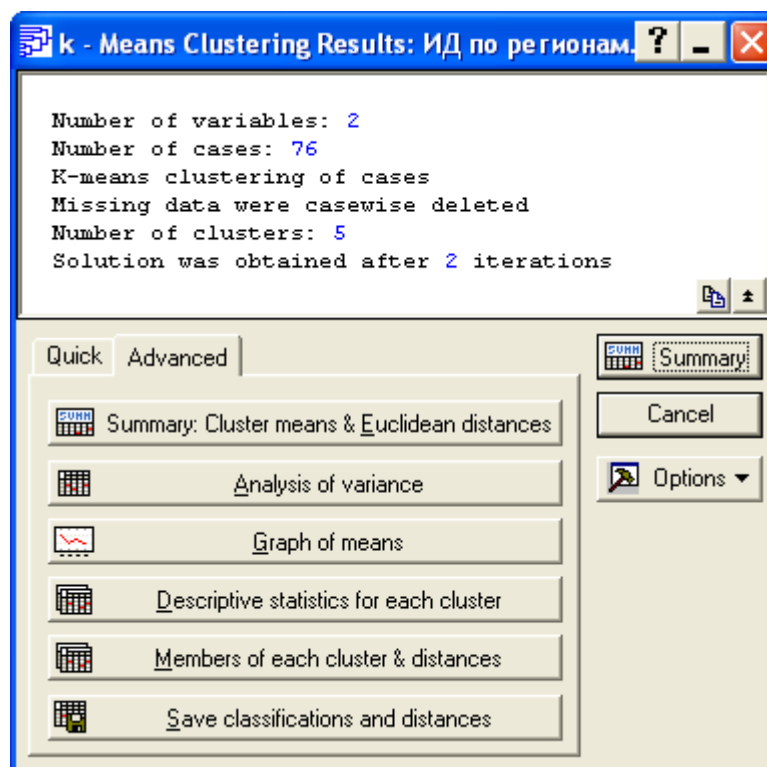 k - Means Clustering Results: ИД по регионам.
Number of variables: 2
Number of cases: 76
K-means clustering of cases
Missing data were casewise deleted
Number of clusters: 5
Solution was obtained after 2 iterations
Quick Advanced
SUMM Summary
SUMM Summary: Cluster means & Euclidean distances
Cancel
Analysis of variance
Options
Graph of means
Descriptive statistics for each cluster
Members of each cluster & distances
Save classifications and distances